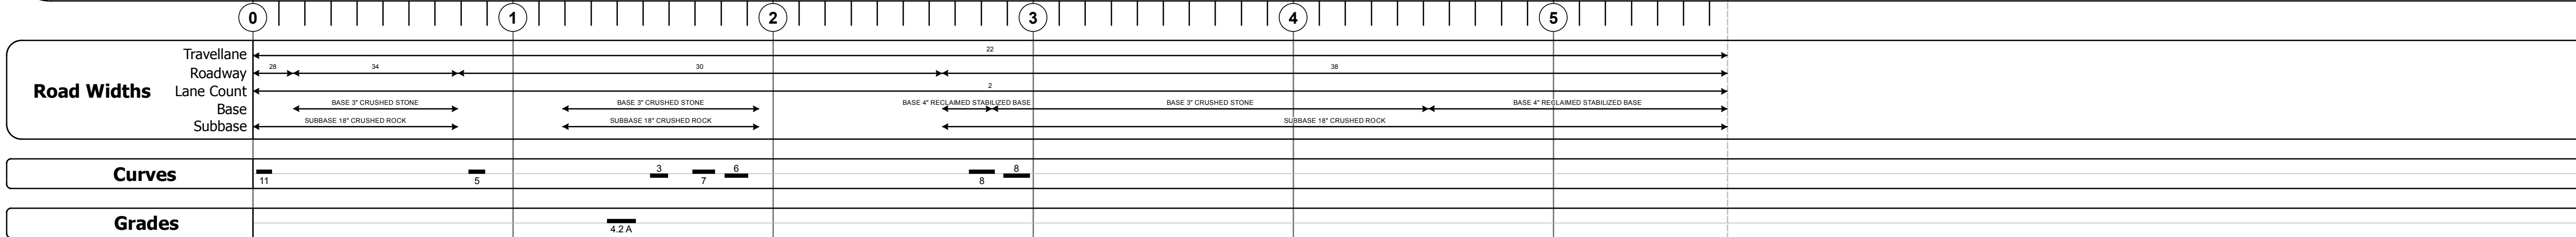 0 1 2 3 4 5
Travellane 22
Road Widths
Roadway 28 34 30 38
Lane Count 2
Base BASE 3" CRUSHED STONE BASE 3" CRUSHED STONE BASE 4" RECLAIMED STABILIZED BASE BASE 3" CRUSHED STONE BASE 4" RECLAIMED STABILIZED BASE
Subbase SUBBASE 18" CRUSHED ROCK SUBBASE 18" CRUSHED ROCK SUBBASE 18" CRUSHED ROCK
Curves 11 5 3 7 6 8 8
Grades 4.2 A